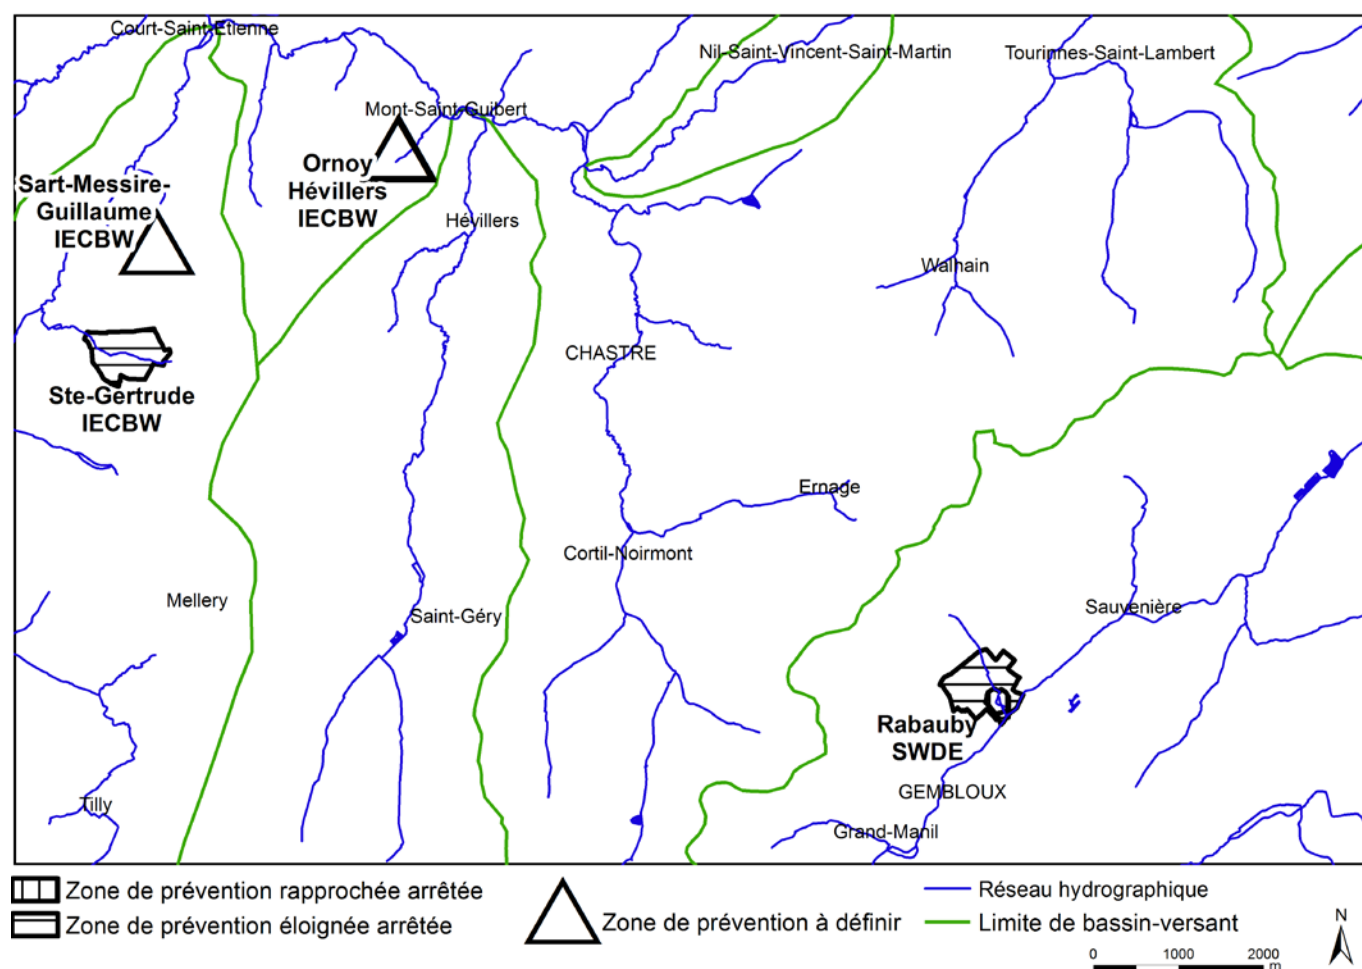 Court-Saint-Etienne
Nil-Saint-Vincent-Saint-Martin
Tourinnes-Saint-Lambert
Mont-Saint-Guibert
Ornoy
Hévillers
IECBW
Sart-Messire-
Guillaume
IECBW
Hévillers
Walhain
CHASTRE
Ste-Gertrude
IECBW
Ernage
Cortil-Noirmont
Mellery
Saint-Géry
Sauvenière
Rabauby
SWDE
GEMBLOUX
Tilly
Grand-Manil
Zone de prévention rapprochée arrêtée
Zone de prévention éloignée arrêtée
Zone de prévention à définir
Réseau hydrographique
Limite de bassin-versant
0 1000 2000
m
N